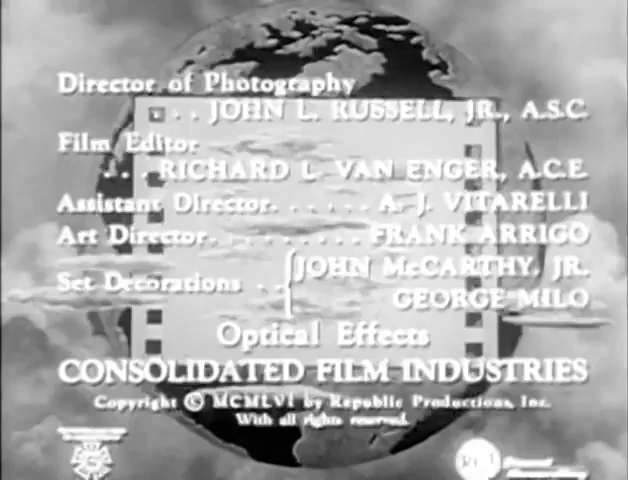 Director of Photography
. . . JOHN L. RUSSELL, JR., A.S.C.
Film Editor
. . . RICHARD L. VAN ENGER, A.C.E.
Assistant Director. . . . . . A. J. VITARELLI
Art Director. . . . . . . . . FRANK ARRIGO
Set Decorations . . JOHN McCARTHY, JR.
GEORGE MILO
Optical Effects
CONSOLIDATED FILM INDUSTRIES
Copyright © MCMLVI by Republic Productions, Inc.
With all rights reserved.